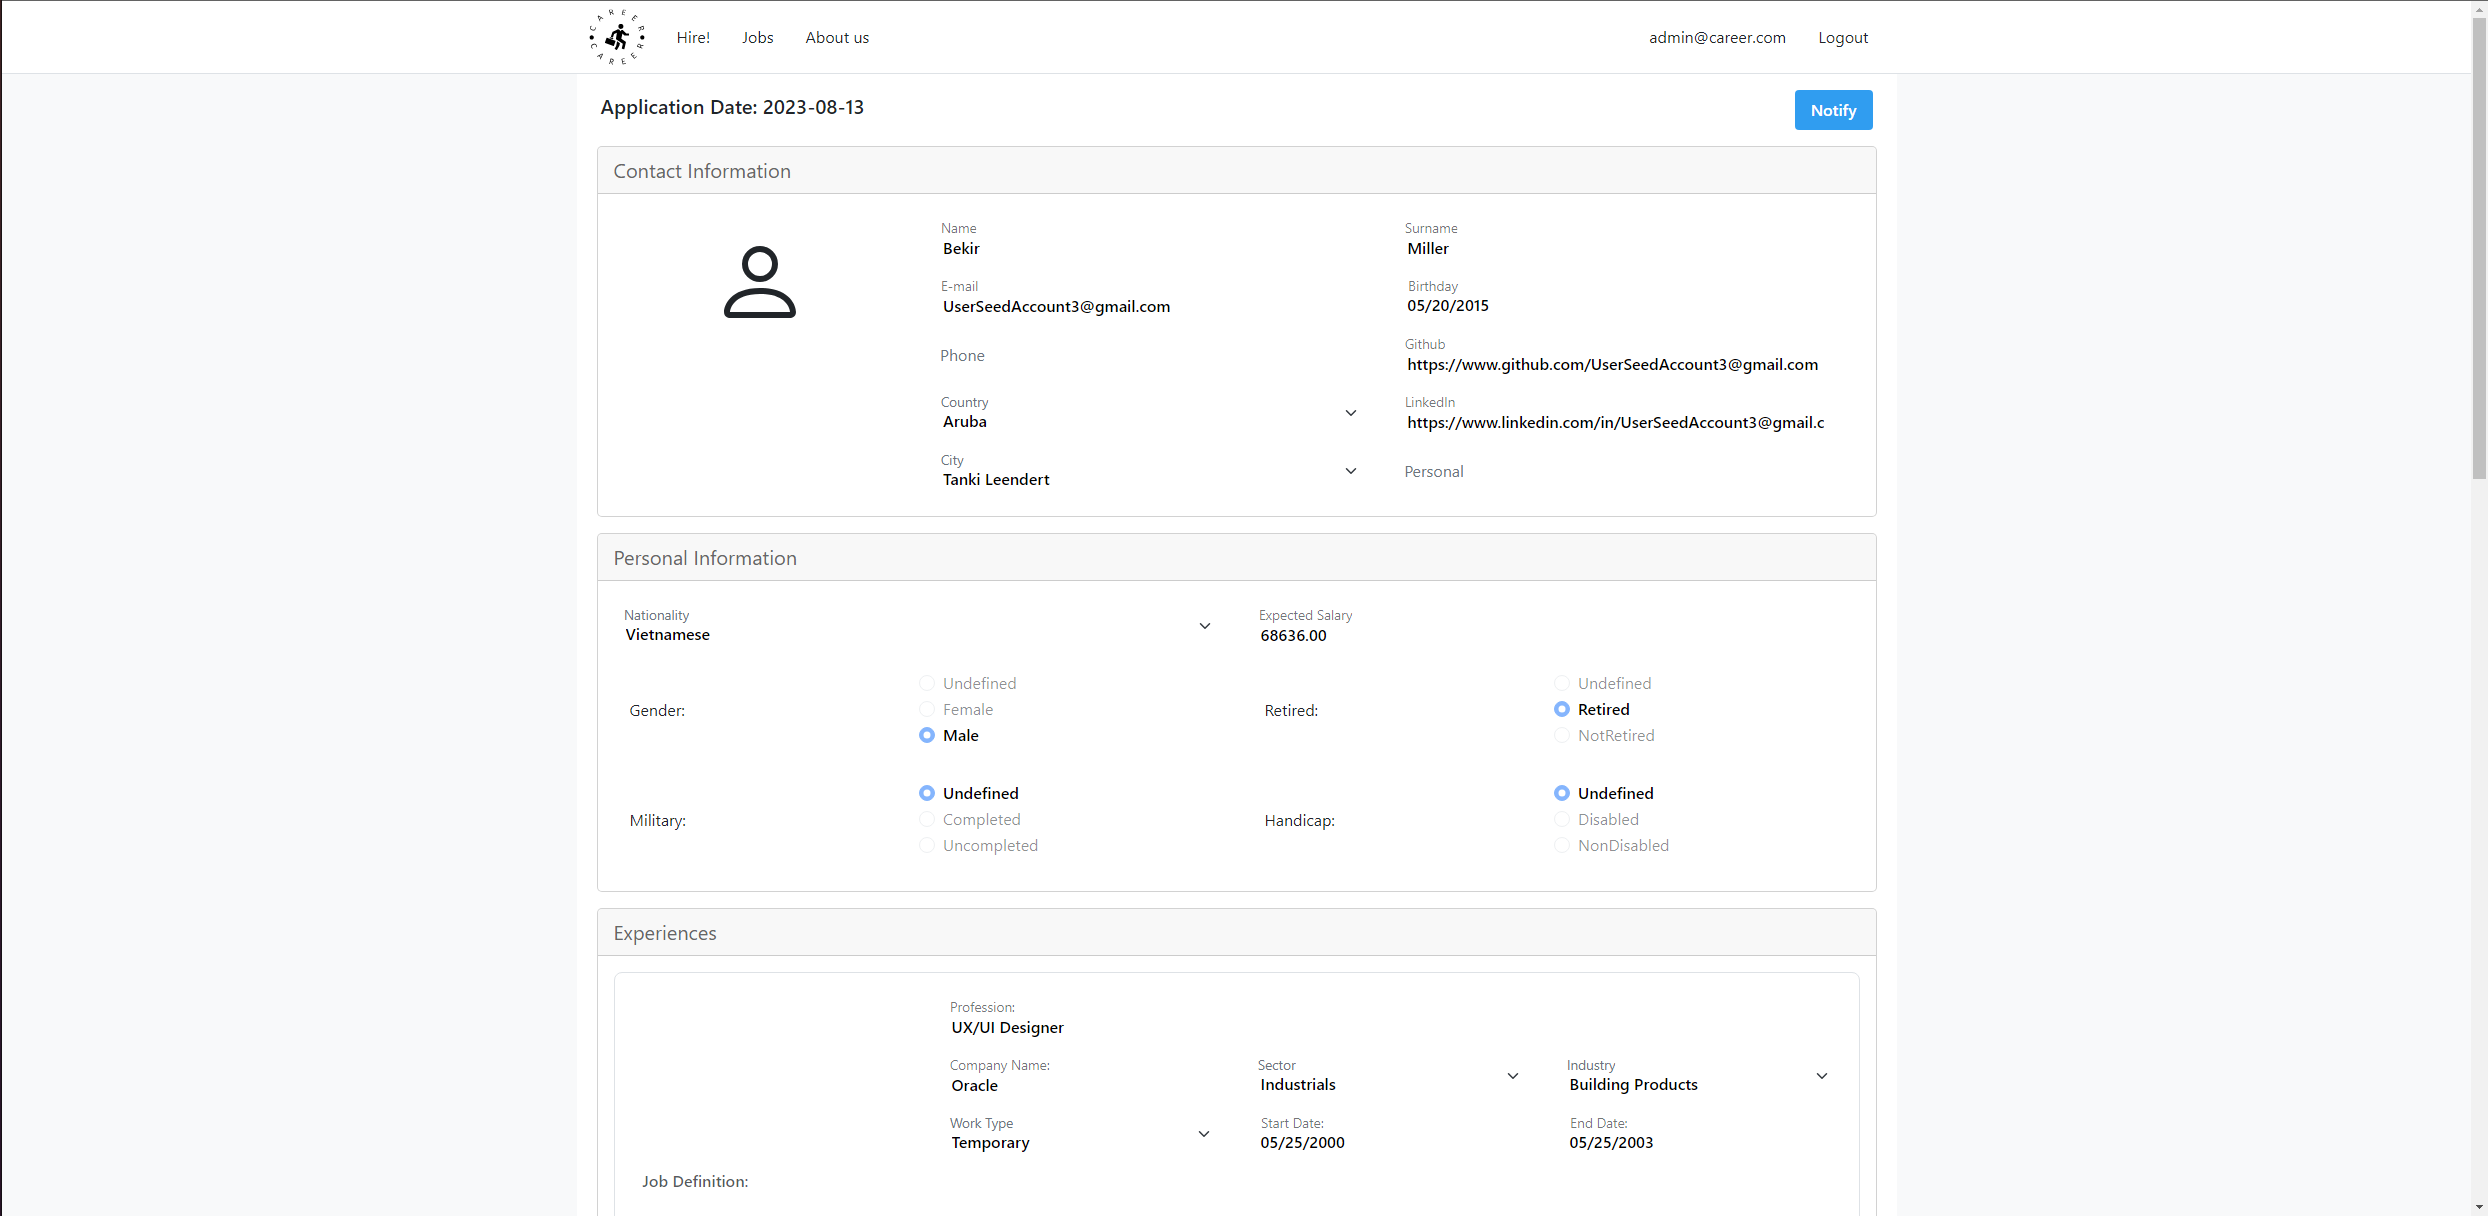 CAREER CAREER
Hire! Jobs About us admin@career.com Logout
Application Date: 2023-08-13 Notify
Contact Information
Name Surname
Bekir Miller
E-mail Birthday
UserSeedAccount3@gmail.com 05/20/2015
Phone
Github
https://www.github.com/UserSeedAccount3@gmail.com
Country LinkedIn
Aruba https://www.linkedin.com/in/UserSeedAccount3@gmail.c
City
Tanki Leendert
Personal
Personal Information
Nationality Expected Salary
Vietnamese 68636.00
Gender:
Undefined
Female
Male
Retired:
Undefined
Retired
NotRetired
Military:
Undefined
Completed
Uncompleted
Handicap:
Undefined
Disabled
NonDisabled
Experiences
Profession:
UX/UI Designer
Company Name: Sector Industry
Oracle Industrials Building Products
Work Type Start Date: End Date:
Temporary 05/25/2000 05/25/2003
Job Definition: